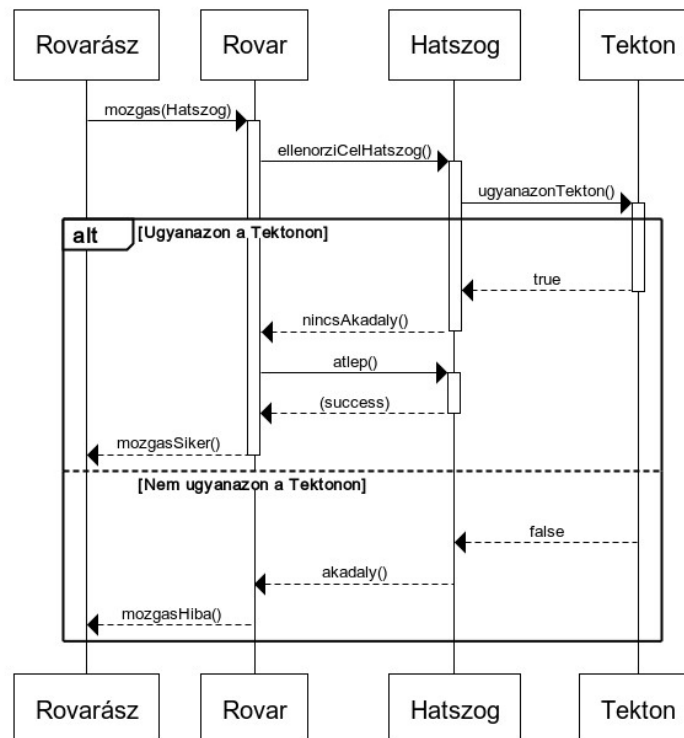 Rovarász Rovar Hatszog Tekton
mozgas(Hatszog)
ellenorziCelHatszog()
ugyanazonTekton()
alt [Ugyanazon a Tektonon]
true
nincsAkadaly()
atlep()
(success)
mozgasSiker()
[Nem ugyanazon a Tektonon]
false
akadaly()
mozgasHiba()
Rovarász Rovar Hatszog Tekton